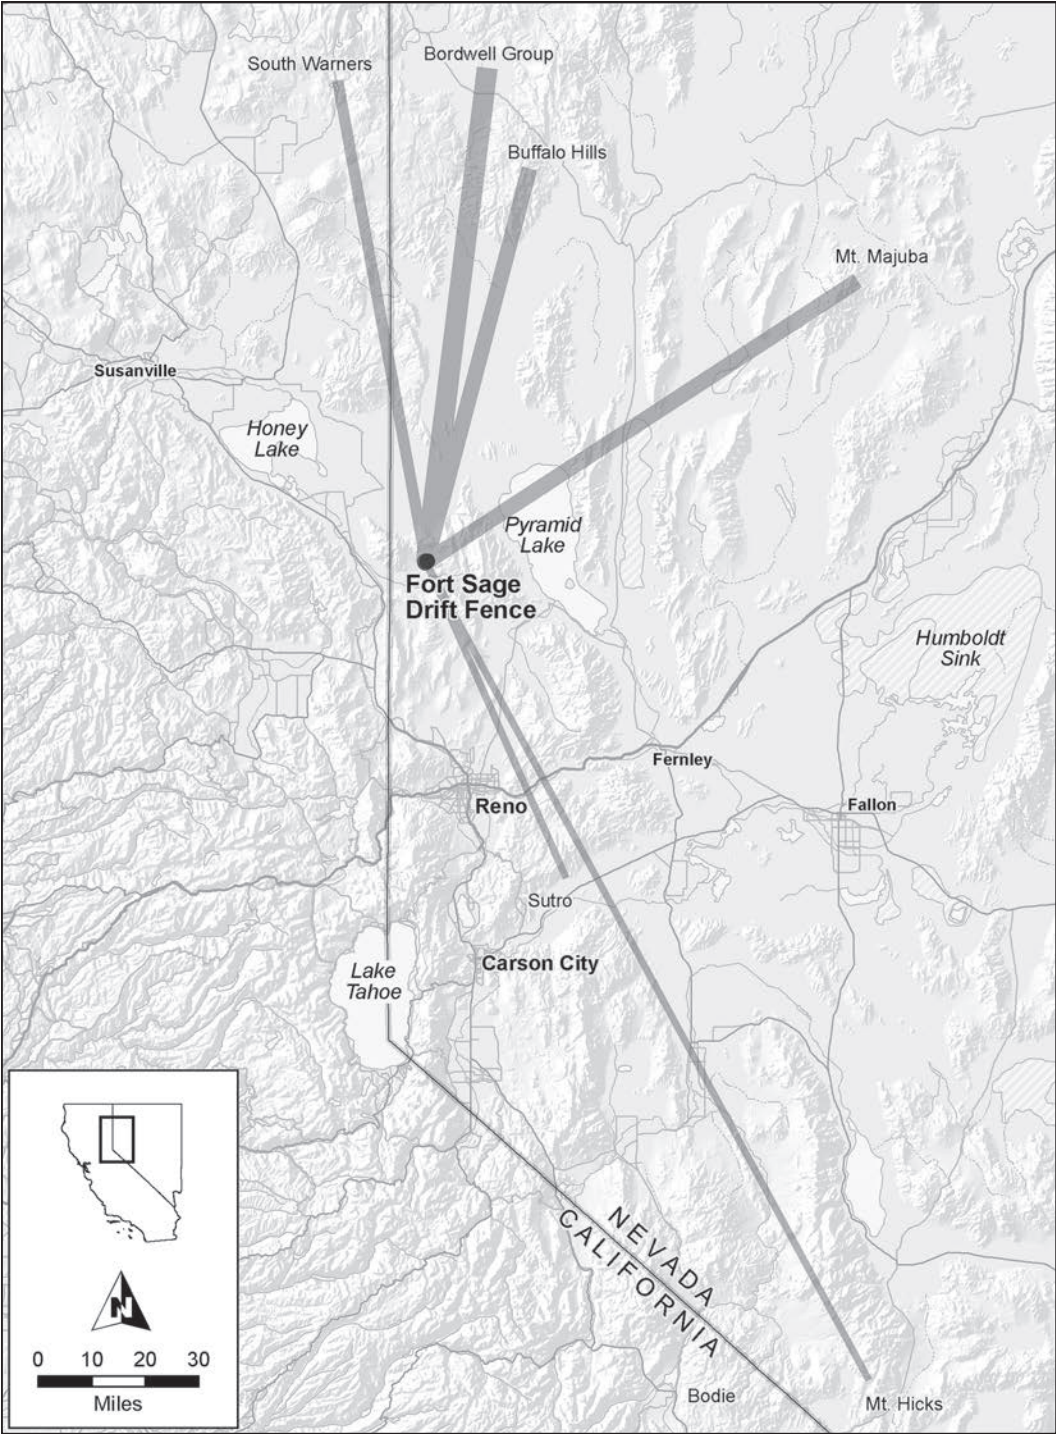 South Warners
Bordwell Group
Buffalo Hills
Mt. Majuba
Susanville
Honey
Lake
Pyramid
Lake
Fort Sage
Drift Fence
Humboldt
Sink
Fernley
Reno
Fallon
Sutro
Carson City
Lake
Tahoe
NEVADA
CALIFORNIA
N
0 10 20 30
Miles
Bodie
Mt. Hicks